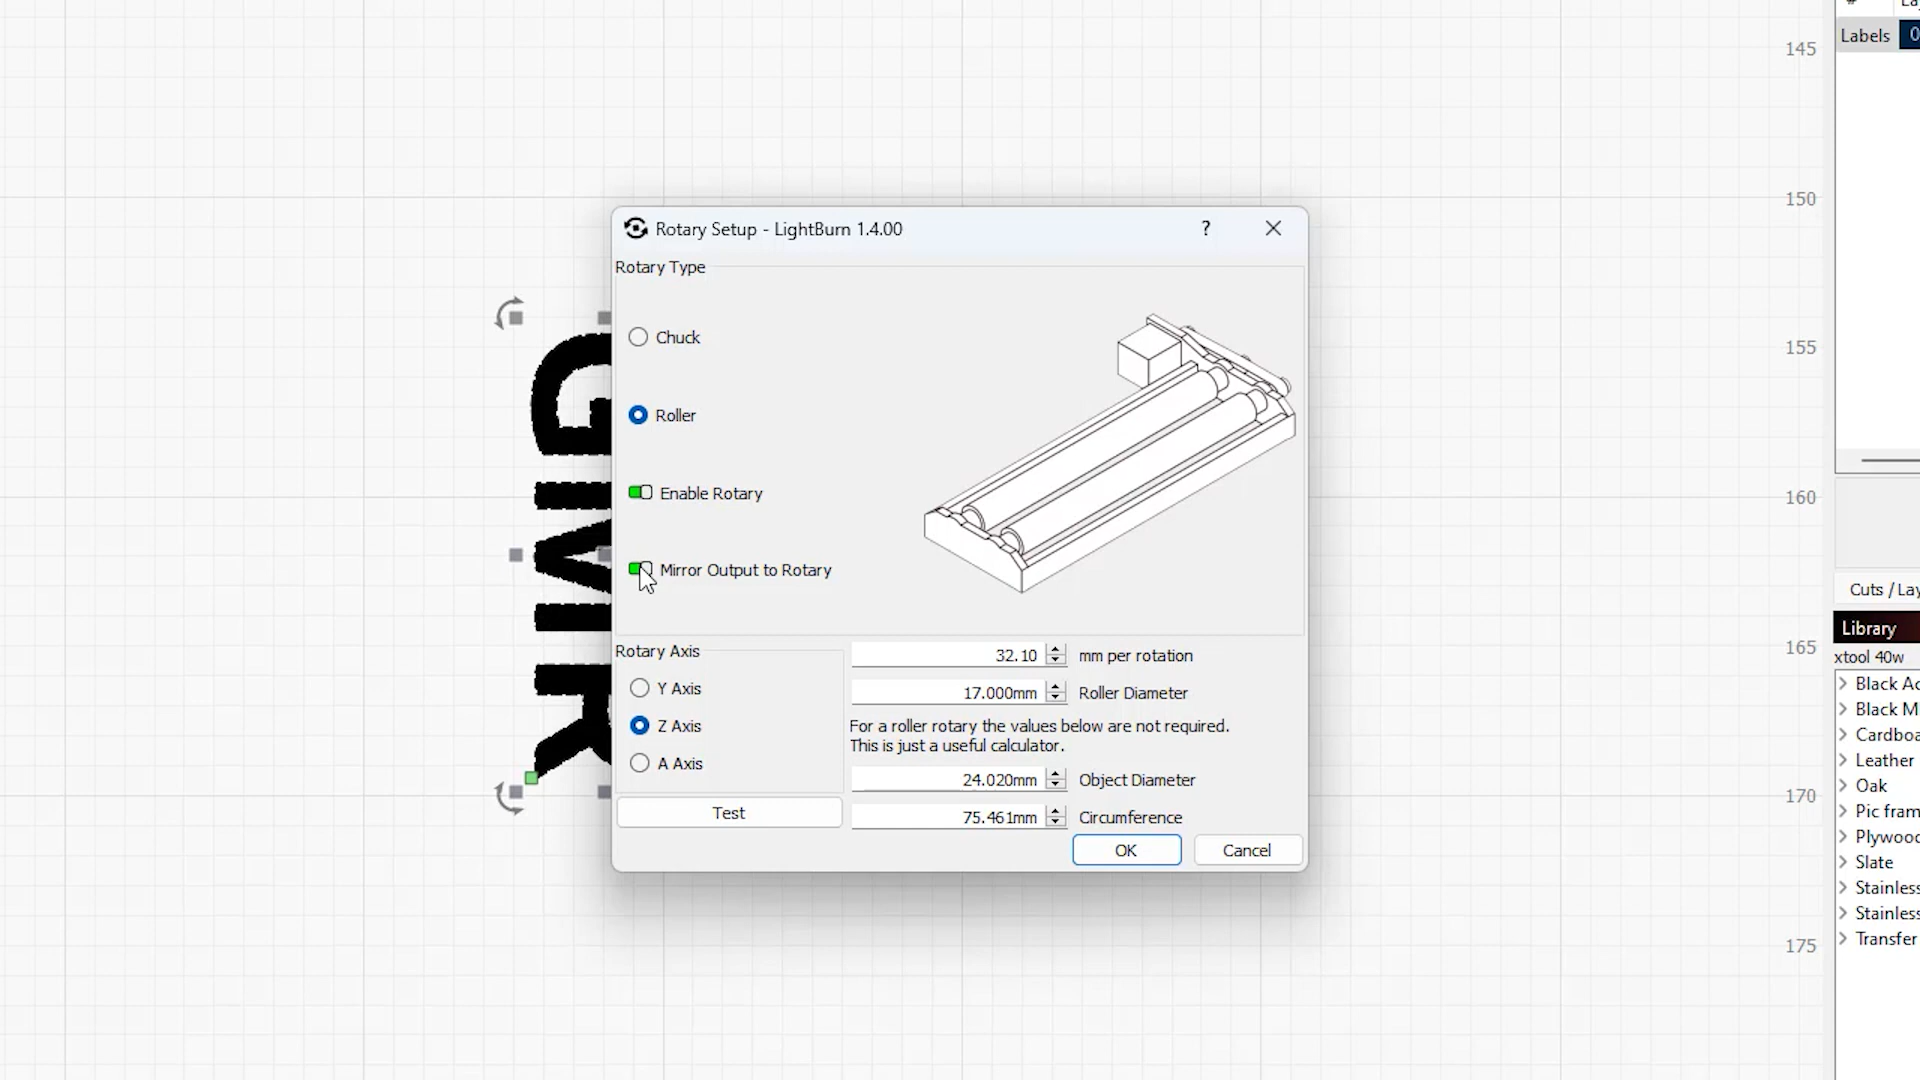 #
145
Labels
150
Rotary Setup - LightBurn 1.4.00
?
Rotary Type
Chuck
155
Roller
Enable Rotary
160
Mirror Output to Rotary
GIMIR
Cuts / Lay
Library
xtool 40w
165
Rotary Axis
32.10 mm per rotation
Y Axis
17.000mm Roller Diameter
Z Axis
For a roller rotary the values below are not required.
This is just a useful calculator.
A Axis
24.020mm Object Diameter
Test
75.461mm Circumference
OK
Cancel
170
175
Black Ac
Black M
Cardboa
Leather
Oak
Pic fram
Plywood
Slate
Stainless
Stainless
Transfer